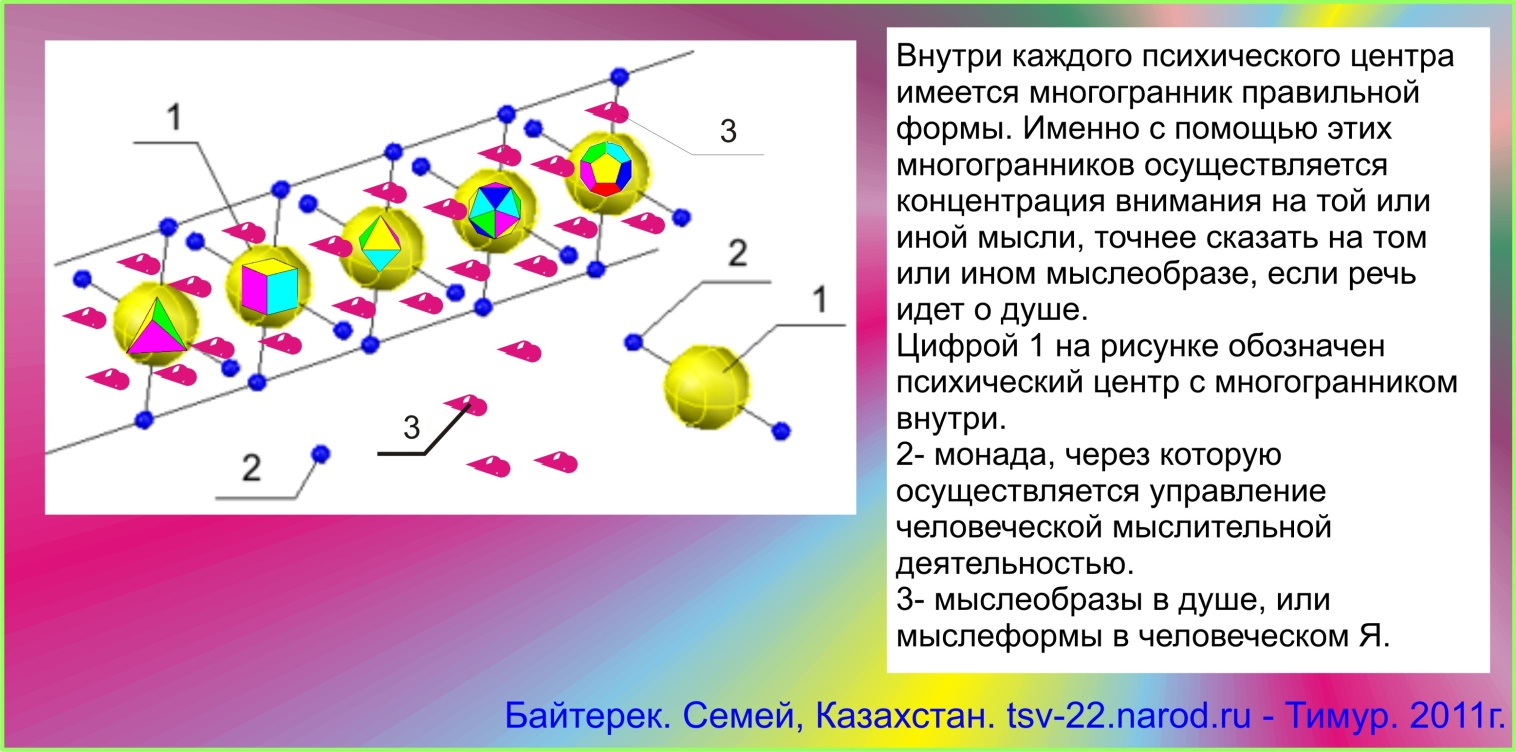 1
3
2
1
3
2
Внутри каждого психического центра
имеется многогранник правильной
формы. Именно с помощью этих
многогранников осуществляется
концентрация внимания на той или
иной мысли, точнее сказать на том
или ином мыслеобразе, если речь
идет о душе.
Цифрой 1 на рисунке обозначен
психический центр с многогранником
внутри.
2- монада, через которую
осуществляется управление
человеческой мыслительной
деятельностью.
3- мыслеобразы в душе, или
мыслеформы в человеческом Я.
Байтерек. Семей, Казахстан. tsv-22.narod.ru - Тимур. 2011г.